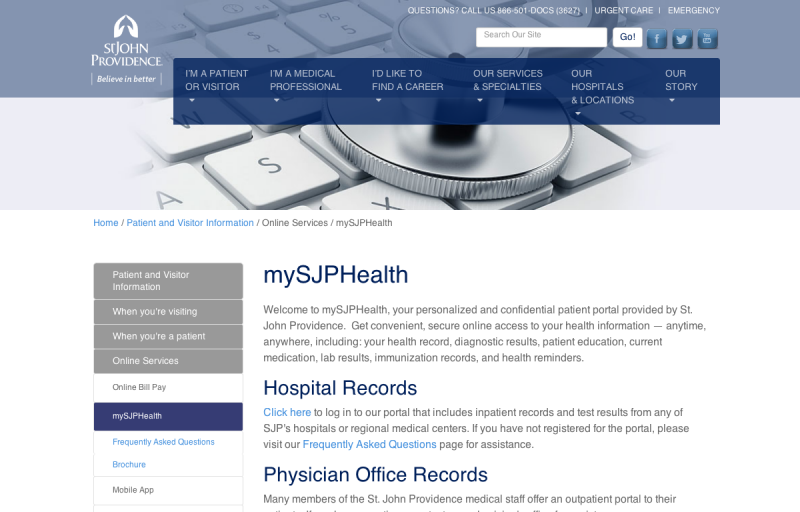 QUESTIONS? CALL US 866-501-DOCS (3627) | URGENT CARE | EMERGENCY
Search Our Site
Go!
ST JOHN
PROVIDENCE
Believe in better
I'M A PATIENT
OR VISITOR
I'M A MEDICAL
PROFESSIONAL
I'D LIKE TO
FIND A CAREER
OUR SERVICES
& SPECIALTIES
OUR
HOSPITALS
& LOCATIONS
OUR
STORY
S
A
Home / Patient and Visitor Information / Online Services / mySJPHealth
Patient and Visitor
Information
When you're visiting
When you're a patient
Online Services
Online Bill Pay
mySJPHealth
Frequently Asked Questions
Brochure
Mobile App
mySJPHealth
Welcome to mySJPHealth, your personalized and confidential patient portal provided by St.
John Providence. Get convenient, secure online access to your health information — anytime,
anywhere, including: your health record, diagnostic results, patient education, current
medication, lab results, immunization records, and health reminders.
Hospital Records
Click here to log in to our portal that includes inpatient records and test results from any of
SJP's hospitals or regional medical centers. If you have not registered for the portal, please
visit our Frequently Asked Questions page for assistance.
Physician Office Records
Many members of the St. John Providence medical staff offer an outpatient portal to their